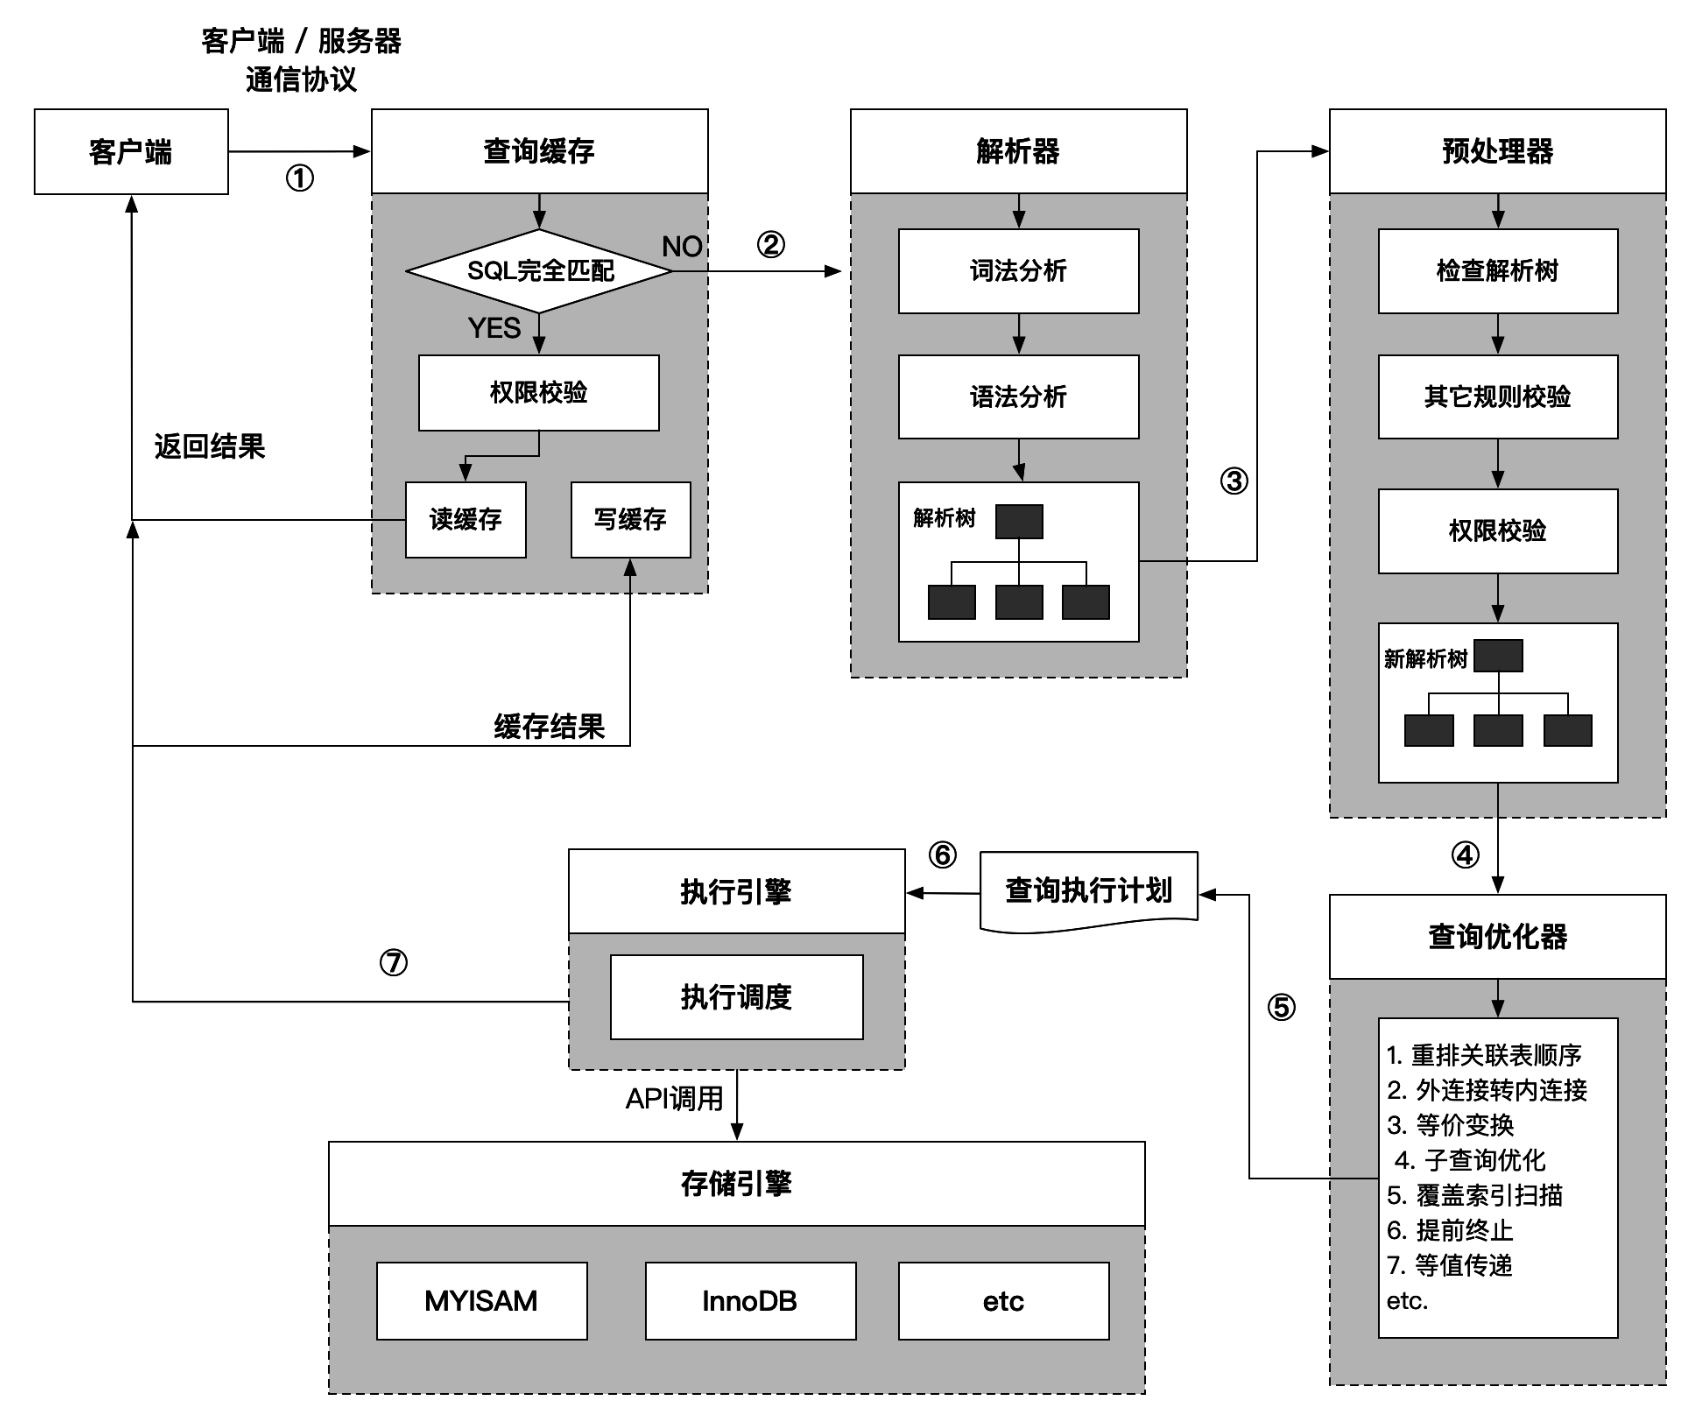 客户端 / 服务器
通信协议
客户端
①
查询缓存
SQL完全匹配
NO
②
YES
权限校验
读缓存
写缓存
返回结果
缓存结果
解析器
词法分析
语法分析
解析树
③
预处理器
检查解析树
其它规则校验
权限校验
新解析树
④
查询优化器
1. 重排关联表顺序
2. 外连接转内连接
3. 等价变换
4. 子查询优化
5. 覆盖索引扫描
6. 提前终止
7. 等值传递
etc.
⑤
查询执行计划
⑥
执行引擎
执行调度
⑦
API调用
存储引擎
MYISAM
InnoDB
etc